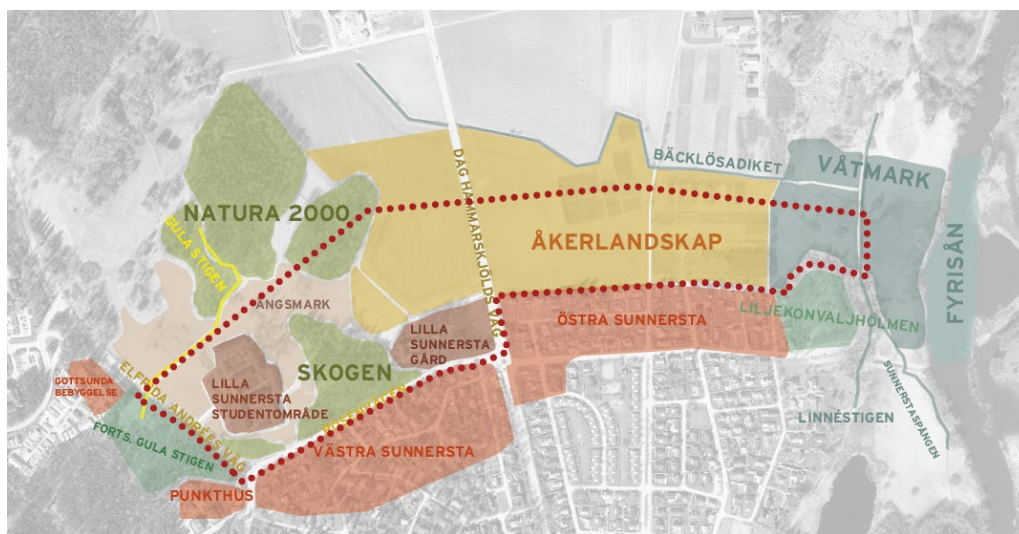 BÄCKLÖSADIKET
VÅTMARK
NATURA 2000
GULA STIGEN
DAG HAMMARSKJÖLDS VÄG
ÅKERLANDSKAP
FYRISÅN
ÄNGSMARK
LILJEKONVALJHOLMEN
ÖSTRA SUNNERSTA
LILLA
SUNNERSTA
GÅRD
SKOGEN
GOTTSUNDA
BEBYGGELSE
ELFRIDA ANDRÉES VÄG
LILLA
SUNNERSTA
STUDENTOMRÅDE
SUNNERSTASPÅNGEN
LINNÉSTIGEN
FORTS. GULA STIGEN
VÄSTRA SUNNERSTA
PUNKTHUS